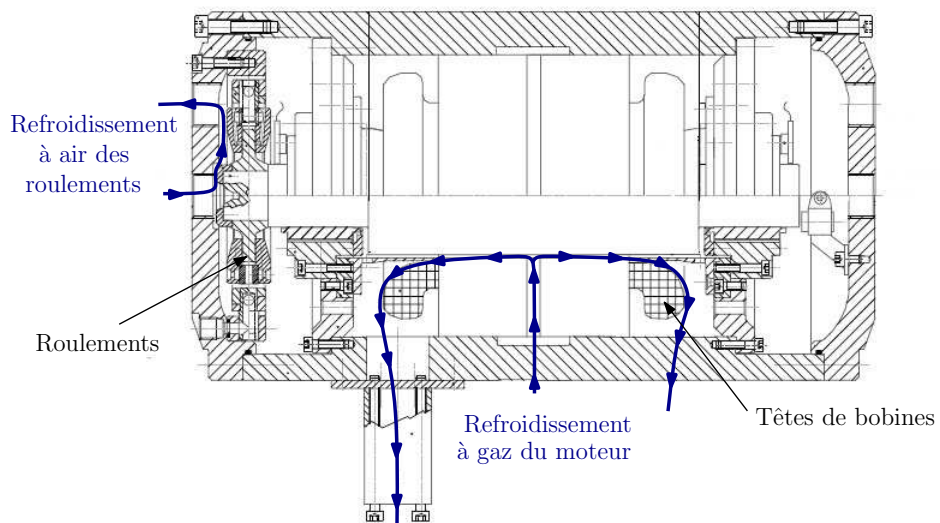 Refroidissement
à air des
roulements
Roulements
Refroidissement
à gaz du moteur
Têtes de bobines